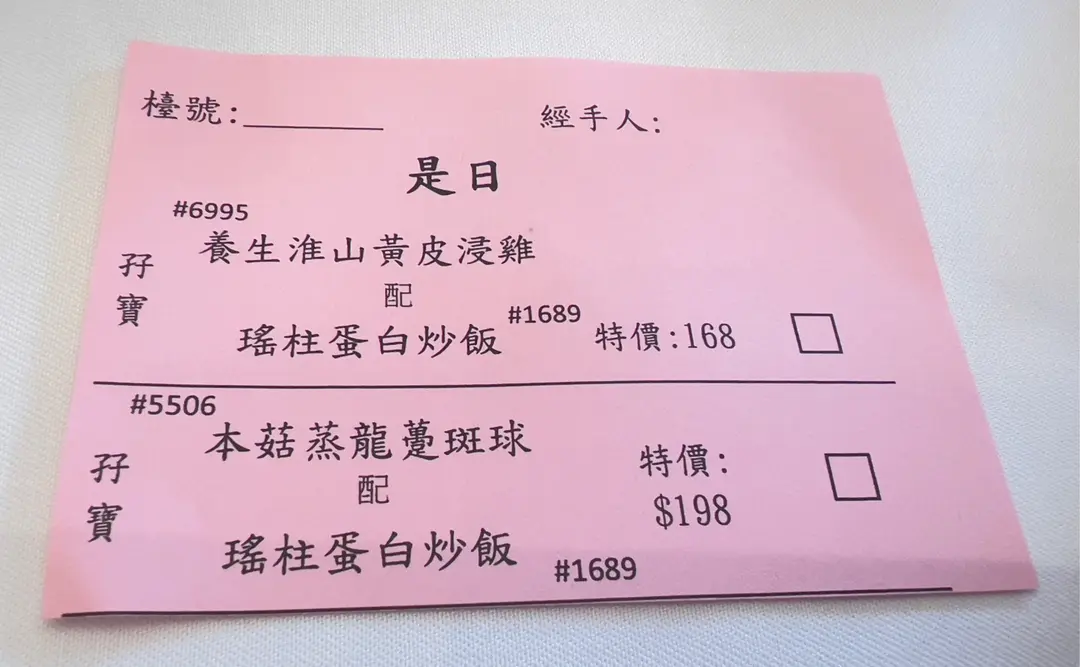 檯號:________ 經手人:
是日
#6995
養生淮山黃皮浸雞
孖寶
配
瑤柱蛋白炒飯 #1689 特價:168 □
#5506
本菇蒸龍躉斑球
孖寶
配
特價:
$198 □
瑤柱蛋白炒飯 #1689